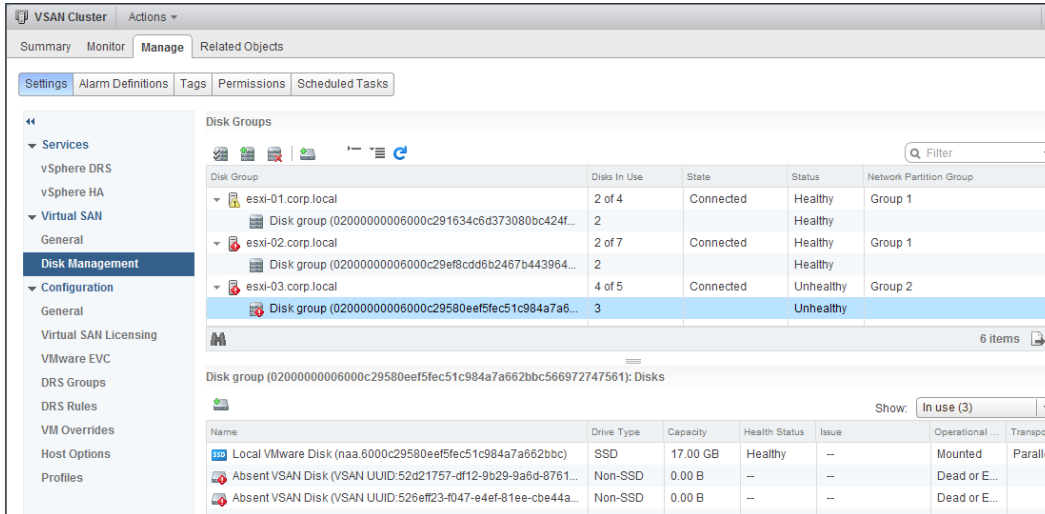 VSAN Cluster Actions
Summary Monitor Manage Related Objects
Settings Alarm Definitions Tags Permissions Scheduled Tasks
Services
vSphere DRS
vSphere HA
Virtual SAN
General
Disk Management
Configuration
General
Virtual SAN Licensing
VMware EVC
DRS Groups
DRS Rules
VM Overrides
Host Options
Profiles
Disk Groups
Filter
Disk Group Disks In Use State Status Network Partition Group
esxi-01.corp.local 2 of 4 Connected Healthy Group 1
Disk group (02000000006000c291634c6d373080bc424f... 2 Healthy
esxi-02.corp.local 2 of 7 Connected Healthy Group 1
Disk group (02000000006000c29ef8cdd6b2467b443964... 2 Healthy
esxi-03.corp.local 4 of 5 Connected Unhealthy Group 2
Disk group (02000000006000c29580eef5fec51c984a7a6... 3 Unhealthy
6 items
Disk group (02000000006000c29580eef5fec51c984a7a662bbc566972747561): Disks
Show: In use (3)
Name Drive Type Capacity Health Status Issue Operational ... Transpo
SSD Local VMware Disk (naa.6000c29580eef5fec51c984a7a662bbc) SSD 17.00 GB Healthy -- Mounted Parall
Absent VSAN Disk (VSAN UUID:52d21757-df12-9b29-9a6d-8761... Non-SSD 0.00 B -- -- Dead or E...
Absent VSAN Disk (VSAN UUID:526eff23-f047-e4ef-81ee-cbe44a... Non-SSD 0.00 B -- -- Dead or E...